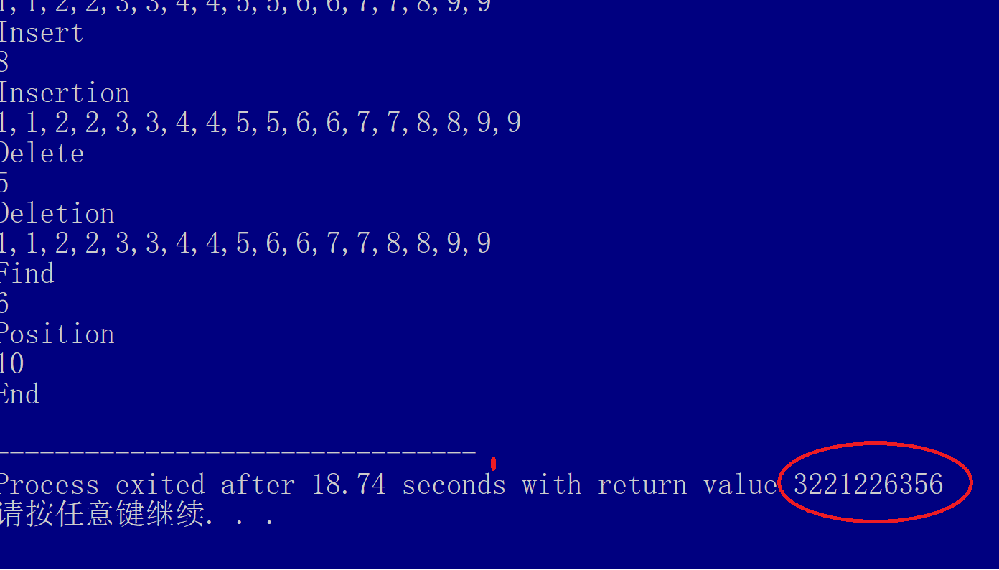 1,1,2,2,3,3,4,4,5,5,6,6,7,7,8,9,9
Insert
8
Insertion
1,1,2,2,3,3,4,4,5,5,6,6,7,7,8,8,9,9
Delete
5
Deletion
1,1,2,2,3,3,4,4,5,6,6,7,7,8,8,9,9
Find
6
Position
10
End
--------------------------------
Process exited after 18.74 seconds with return value 3221226356
请按任意键继续. . .